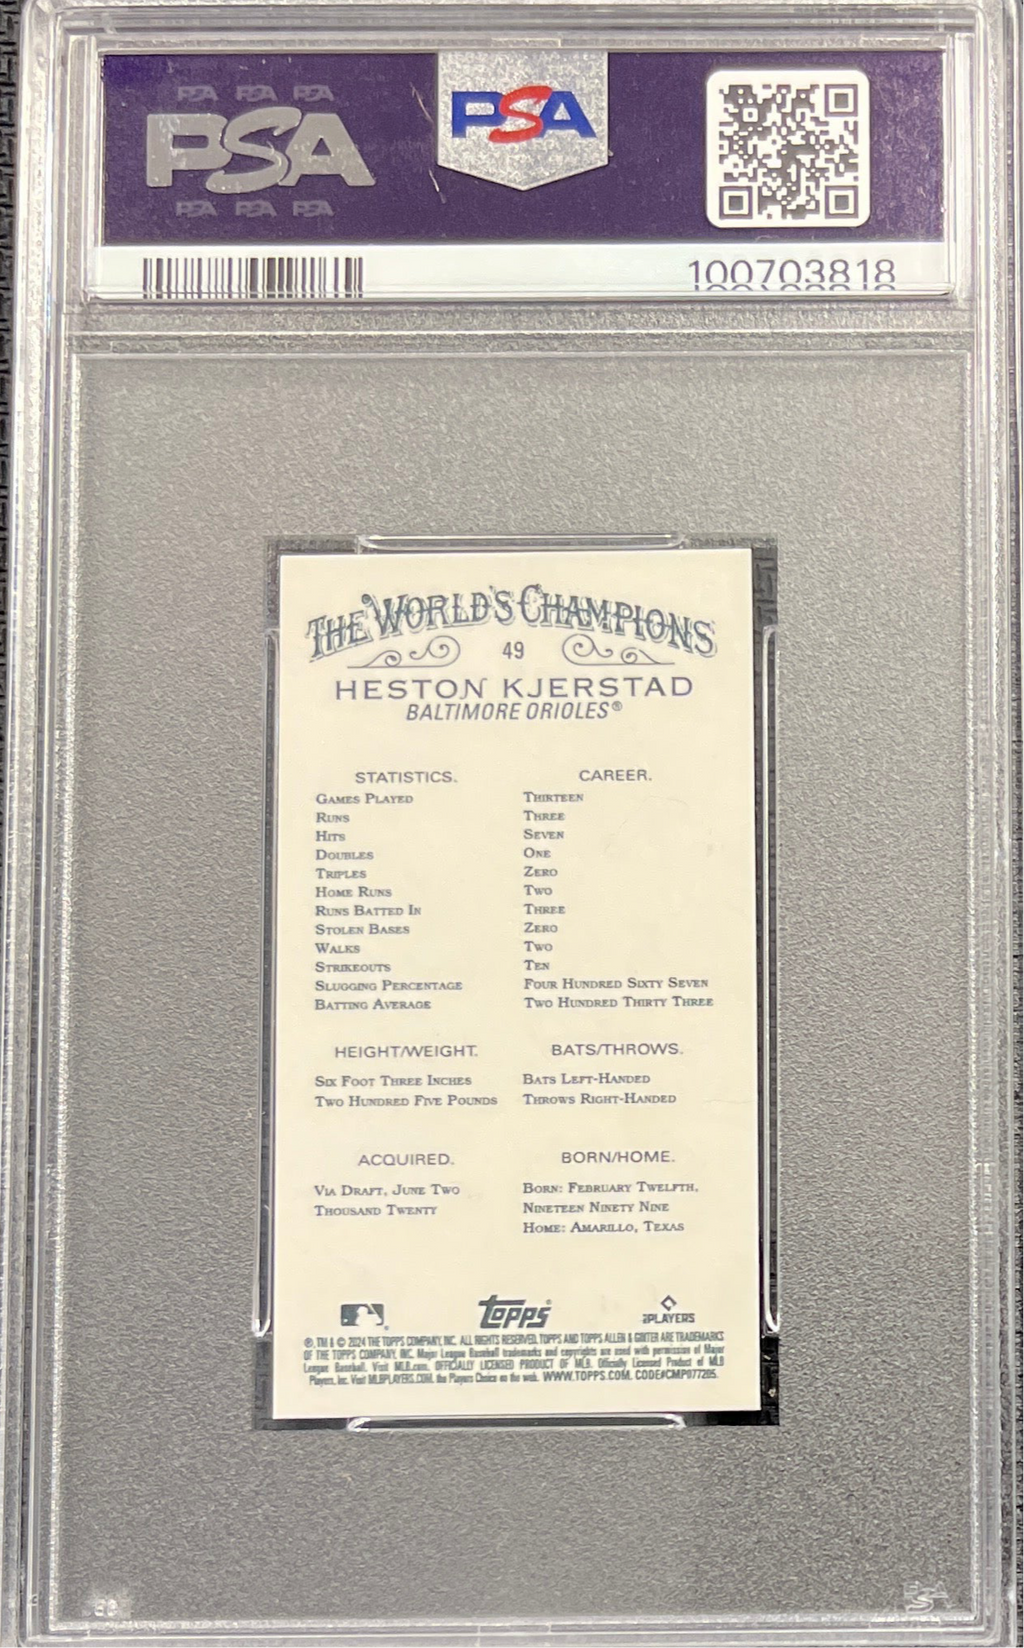 PSA PSA PSA
PSA
PSA PSA PSA
PSA
100703818
THE WORLD'S CHAMPIONS
49
HESTON KJERSTAD
BALTIMORE ORIOLES®
STATISTICS. CAREER.
GAMES PLAYED THIRTEEN
RUNS THREE
HITS SEVEN
DOUBLES ONE
TRIPLES ZERO
HOME RUNS TWO
RUNS BATTED IN THREE
STOLEN BASES ZERO
WALKS TWO
STRIKEOUTS TEN
SLUGGING PERCENTAGE FOUR HUNDRED SIXTY SEVEN
BATTING AVERAGE TWO HUNDRED THIRTY THREE
HEIGHT/WEIGHT. BATS/THROWS.
SIX FOOT THREE INCHES BATS LEFT-HANDED
TWO HUNDRED FIVE POUNDS THROWS RIGHT-HANDED
ACQUIRED. BORN/HOME.
VIA DRAFT, JUNE TWO BORN: FEBRUARY TWELFTH,
THOUSAND TWENTY NINETEEN NINETY NINE
HOME: AMARILLO, TEXAS
topps
PLAYERS
®, TM & © 2024 THE TOPPS COMPANY, INC. ALL RIGHTS RESERVED. TOPPS AND TOPPS ALLEN & GINTER ARE TRADEMARKS
OF THE TOPPS COMPANY, INC. Major League Baseball trademarks and copyrights are used with permission of Major
League Baseball. Visit MLB.com. OFFICIALLY LICENSED PRODUCT OF MLB. Officially Licensed Product of MLB
Players, Inc. Visit MLBPLAYERS.COM, the Players Choice on the web. WWW.TOPPS.COM. CODE#CMP077205.
PSA